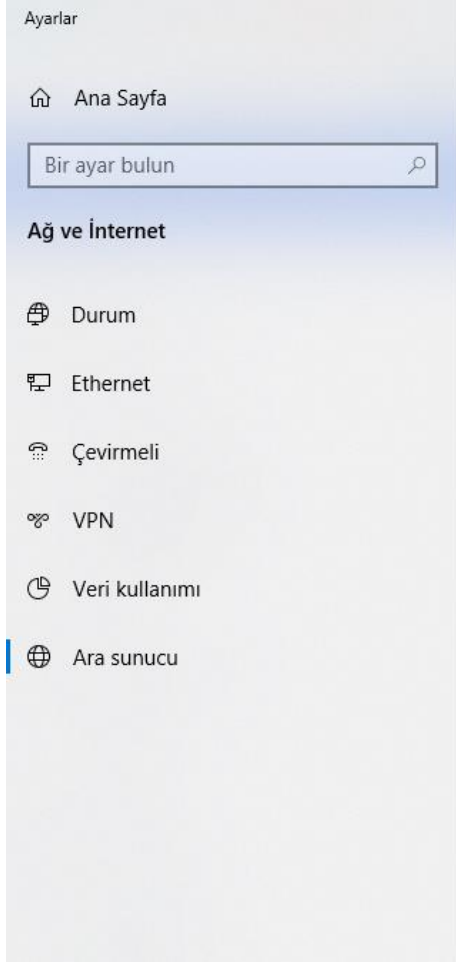 Ayarlar
Ana Sayfa
Bir ayar bulun
Ağ ve İnternet
Durum
Ethernet
Çevirmeli
VPN
Veri kullanımı
Ara sunucu